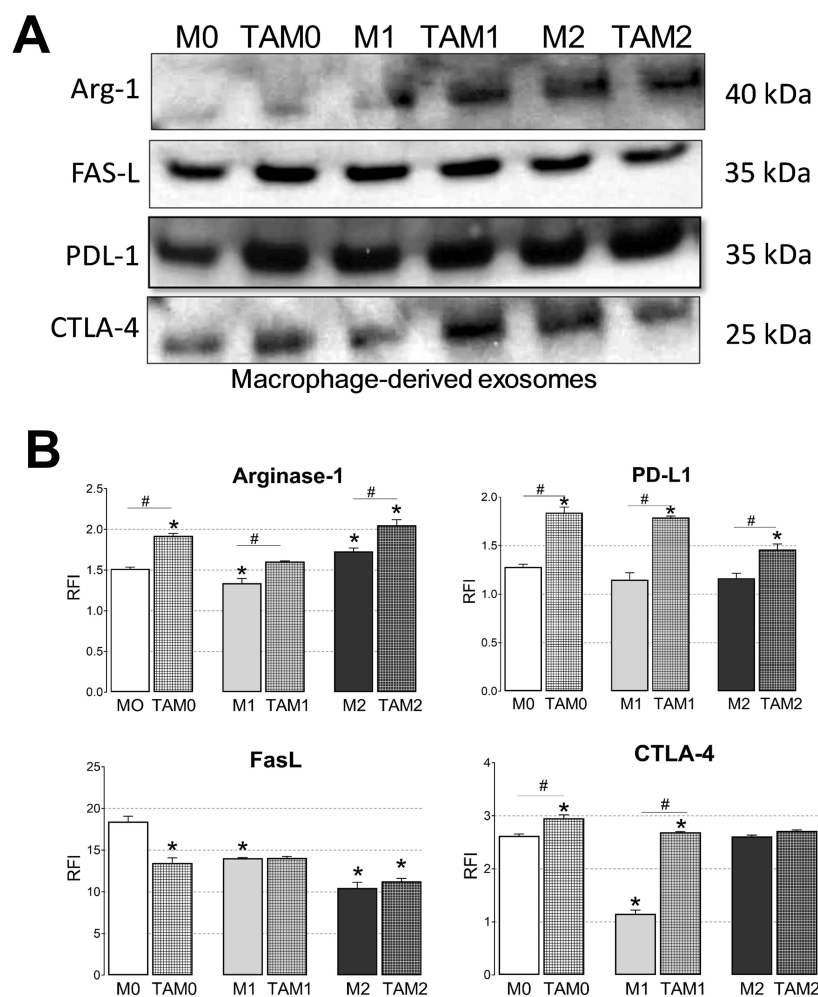 A
M0 TAM0 M1 TAM1 M2 TAM2
Arg-1 40 kDa
FAS-L 35 kDa
PDL-1 35 kDa
CTLA-4 25 kDa
Macrophage-derived exosomes
B
Arginase-1
RFI
2.5
2.0
1.5
1.0
0.5
0.0
# # #
* * * *
MO TAM0 M1 TAM1 M2 TAM2
PD-L1
RFI
2.0
1.5
1.0
0.5
0.0
# # #
* * *
M0 TAM0 M1 TAM1 M2 TAM2
FasL
RFI
25
20
15
10
5
0
* * * *
M0 TAM0 M1 TAM1 M2 TAM2
CTLA-4
RFI
4
3
2
1
0
# #
* * *
M0 TAM0 M1 TAM1 M2 TAM2